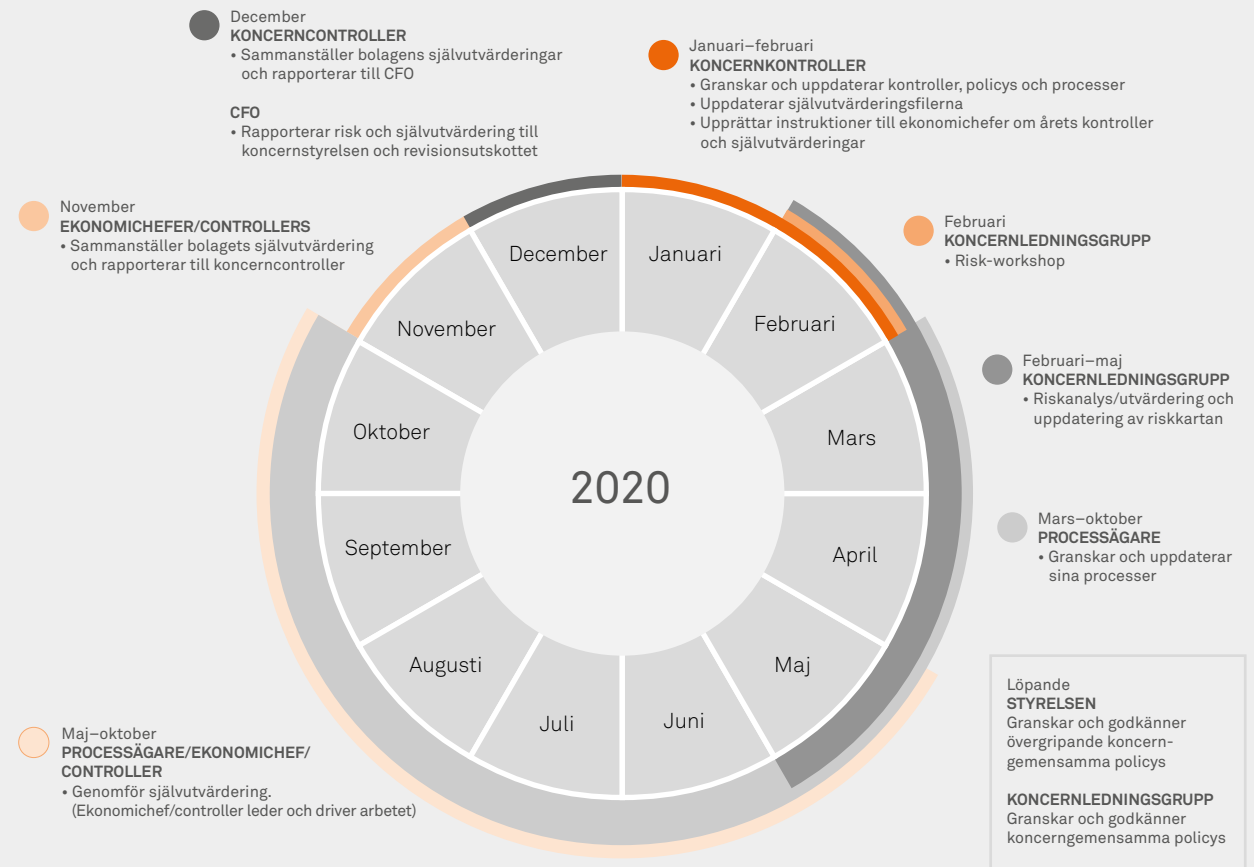 December
KONCERNCONTROLLER
• Sammanställer bolagens självutvärderingar
och rapporterar till CFO
CFO
• Rapporterar risk och självutvärdering till
koncernstyrelsen och revisionsutskottet
Januari–februari
KONCERNKONTROLLER
• Granskar och uppdaterar kontroller, policys och processer
• Uppdaterar självutvärderingsfilerna
• Upprättar instruktioner till ekonomichefer om årets kontroller
och självutvärderingar
November
EKONOMICHEFER/CONTROLLERS
• Sammanställer bolagets självutvärdering
och rapporterar till koncerncontroller
Februari
KONCERNLEDNINGSGRUPP
• Risk-workshop
Februari–maj
KONCERNLEDNINGSGRUPP
• Riskanalys/utvärdering och
uppdatering av riskkartan
Mars–oktober
PROCESSÄGARE
• Granskar och uppdaterar
sina processer
Maj–oktober
PROCESSÄGARE/EKONOMICHEF/
CONTROLLER
• Genomför självutvärdering.
(Ekonomichef/controller leder och driver arbetet)
Löpande
STYRELSEN
Granskar och godkänner
övergripande koncern-
gemensamma policys
KONCERNLEDNINGSGRUPP
Granskar och godkänner
koncerngemensamma policys
Januari
Februari
Mars
April
Maj
Juni
Juli
Augusti
September
Oktober
November
December
2020